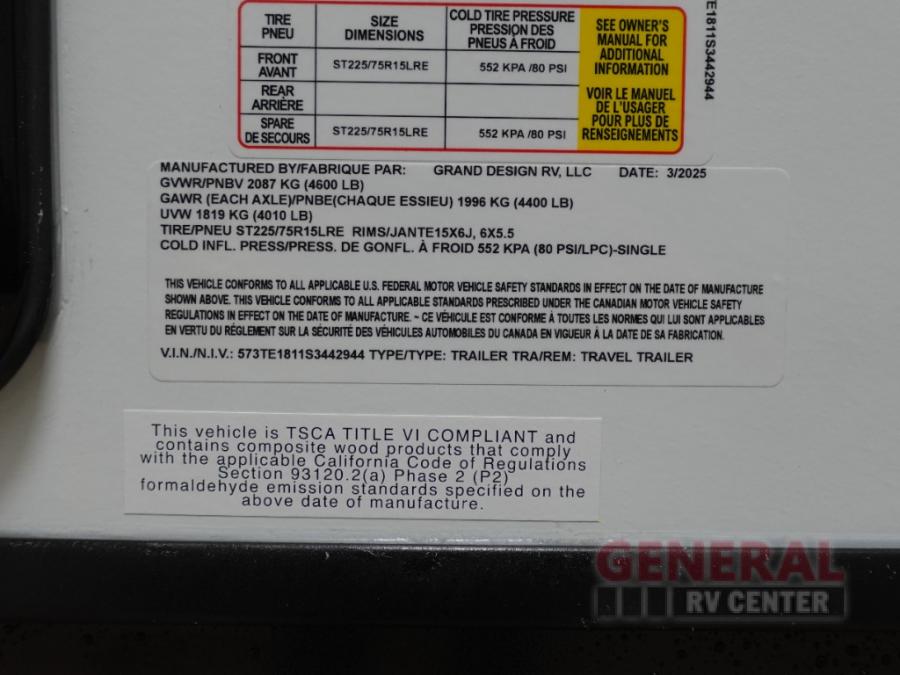 TIRE
PNEU
SIZE
DIMENSIONS
COLD TIRE PRESSURE
PRESSION DES
PNEUS À FROID
SEE OWNER'S
MANUAL FOR
ADDITIONAL
INFORMATION
VOIR LE MANUEL
DE L'USAGER
POUR PLUS DE
RENSEIGNEMENTS
FRONT
AVANT
ST225/75R15LRE
552 KPA /80 PSI
REAR
ARRIÈRE
SPARE
DE SECOURS
ST225/75R15LRE
552 KPA /80 PSI
TE1811S3442944
MANUFACTURED BY/FABRIQUE PAR: GRAND DESIGN RV, LLC DATE: 3/2025
GVWR/PNBV 2087 KG (4600 LB)
GAWR (EACH AXLE)/PNBE(CHAQUE ESSIEU) 1996 KG (4400 LB)
UVW 1819 KG (4010 LB)
TIRE/PNEU ST225/75R15LRE RIMS/JANTE15X6J, 6X5.5
COLD INFL. PRESS/PRESS. DE GONFL. À FROID 552 KPA (80 PSI/LPC)-SINGLE
THIS VEHICLE CONFORMS TO ALL APPLICABLE U.S. FEDERAL MOTOR VEHICLE SAFETY STANDARDS IN EFFECT ON THE DATE OF MANUFACTURE
SHOWN ABOVE. THIS VEHICLE CONFORMS TO ALL APPLICABLE STANDARDS PRESCRIBED UNDER THE CANADIAN MOTOR VEHICLE SAFETY
REGULATIONS IN EFFECT ON THE DATE OF MANUFACTURE. ~ CE VÉHICULE EST CONFORME À TOUTES LES NORMES QUI LUI SONT APPLICABLES
EN VERTU DU RÉGLEMENT SUR LA SÉCURITÉ DES VÉHICULES AUTOMOBILES DU CANADA EN VIGUEUR À LA DATE DE SA FABRICATION.
V.I.N./N.I.V.: 573TE1811S3442944 TYPE/TYPE: TRAILER TRA/REM: TRAVEL TRAILER
This vehicle is TSCA TITLE VI COMPLIANT and
contains composite wood products that comply
with the applicable California Code of Regulations
Section 93120.2(a) Phase 2 (P2)
formaldehyde emission standards specified on the
above date of manufacture.
GENERAL
RV CENTER